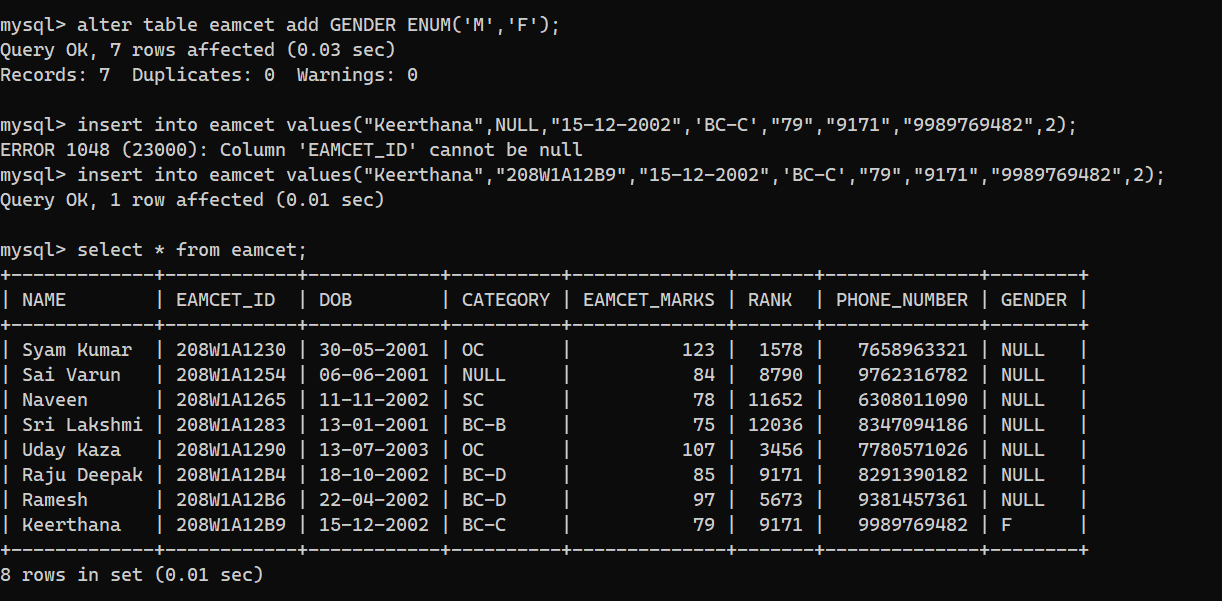 mysql> alter table eamcet add GENDER ENUM('M','F');
Query OK, 7 rows affected (0.03 sec)
Records: 7  Duplicates: 0  Warnings: 0

mysql> insert into eamcet values("Keerthana",NULL,"15-12-2002",'BC-C',"79","9171","9989769482",2);
ERROR 1048 (23000): Column 'EAMCET_ID' cannot be null
mysql> insert into eamcet values("Keerthana","208W1A12B9","15-12-2002",'BC-C',"79","9171","9989769482",2);
Query OK, 1 row affected (0.01 sec)

mysql> select * from eamcet;
+-------------+------------+------------+----------+--------------+-------+--------------+--------+
| NAME        | EAMCET_ID  | DOB        | CATEGORY | EAMCET_MARKS | RANK  | PHONE_NUMBER | GENDER |
+-------------+------------+------------+----------+--------------+-------+--------------+--------+
| Syam Kumar  | 208W1A1230 | 30-05-2001 | OC       |          123 |  1578 |   7658963321 | NULL   |
| Sai Varun   | 208W1A1254 | 06-06-2001 | NULL     |           84 |  8790 |   9762316782 | NULL   |
| Naveen      | 208W1A1265 | 11-11-2002 | SC       |           78 | 11652 |   6308011090 | NULL   |
| Sri Lakshmi | 208W1A1283 | 13-01-2001 | BC-B     |           75 | 12036 |   8347094186 | NULL   |
| Uday Kaza   | 208W1A1290 | 13-07-2003 | OC       |          107 |  3456 |   7780571026 | NULL   |
| Raju Deepak | 208W1A12B4 | 18-10-2002 | BC-D     |           85 |  9171 |   8291390182 | NULL   |
| Ramesh      | 208W1A12B6 | 22-04-2002 | BC-D     |           97 |  5673 |   9381457361 | NULL   |
| Keerthana   | 208W1A12B9 | 15-12-2002 | BC-C     |           79 |  9171 |   9989769482 | F      |
+-------------+------------+------------+----------+--------------+-------+--------------+--------+
8 rows in set (0.01 sec)